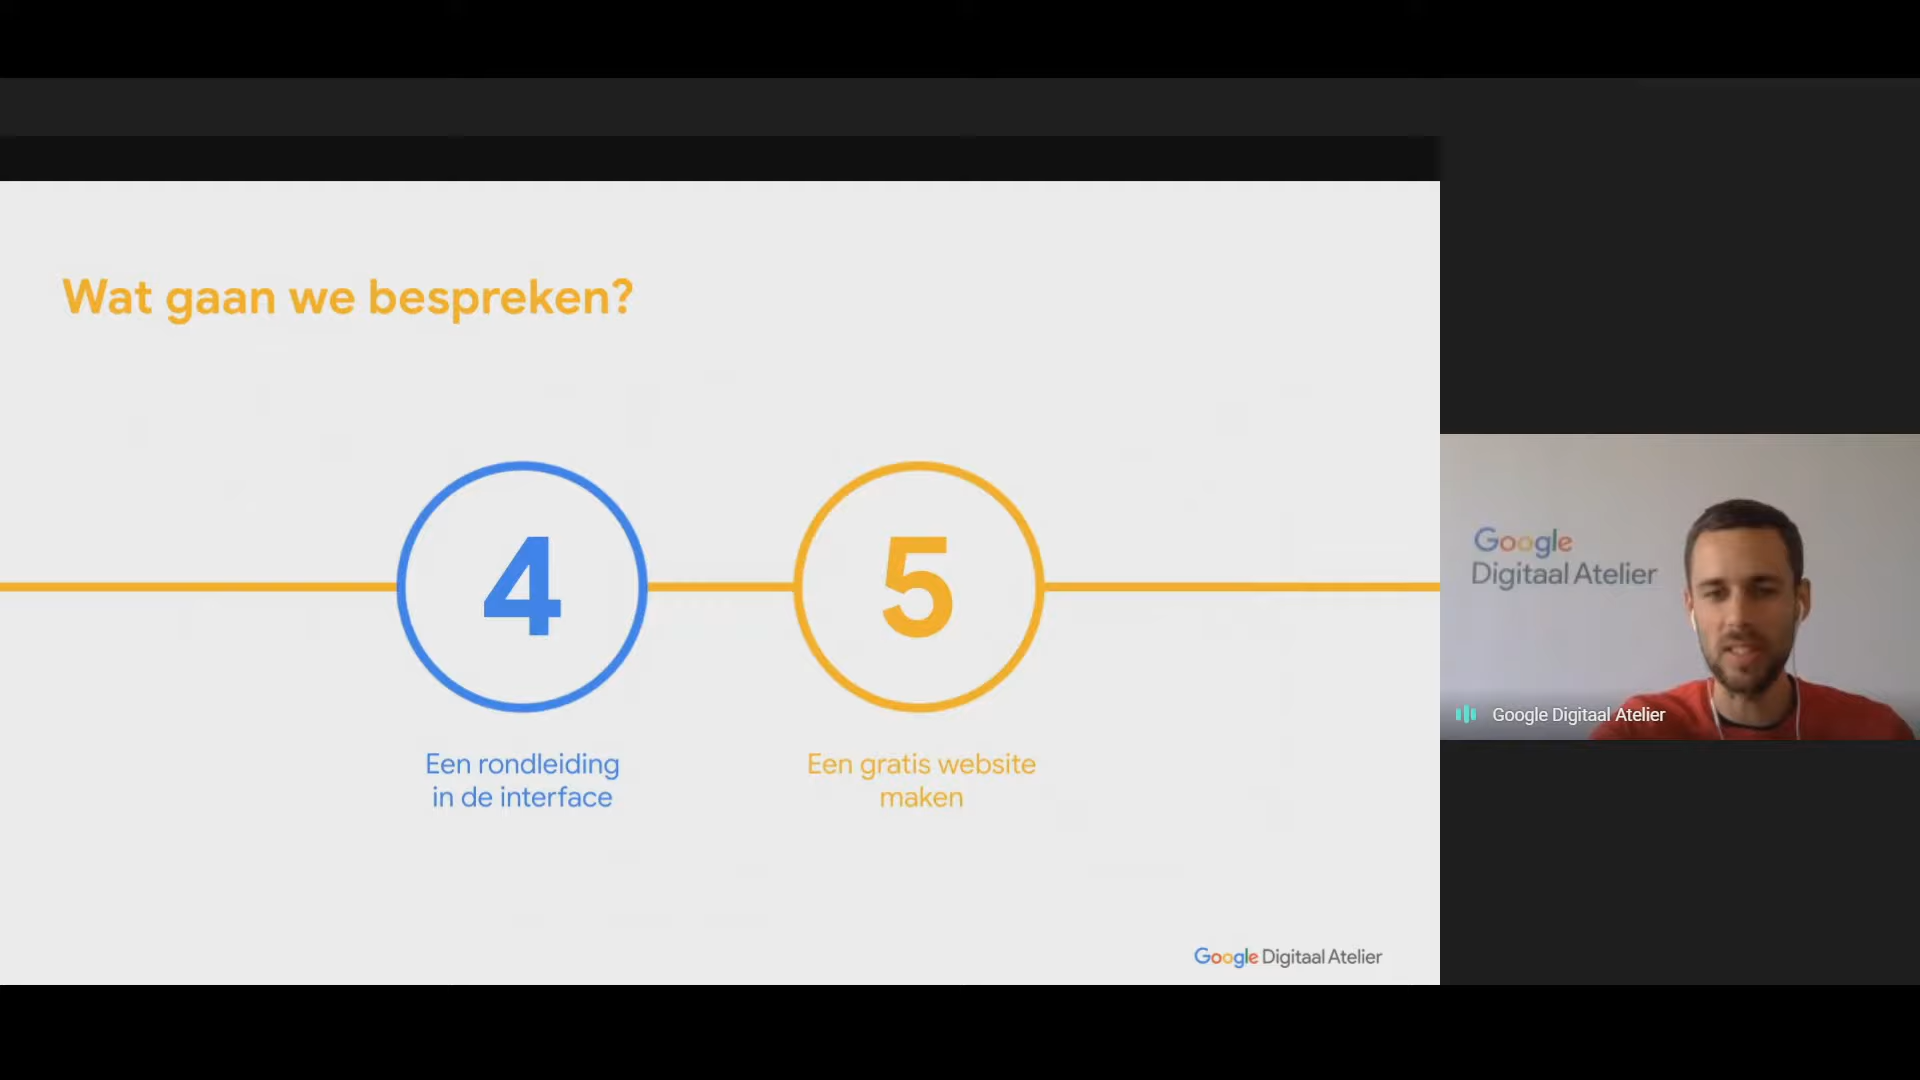 Wat gaan we bespreken?
4
5
Een rondleiding
in de interface
Een gratis website
maken
Google Digitaal Atelier
Google
Digitaal Atelier
Google Digitaal Atelier